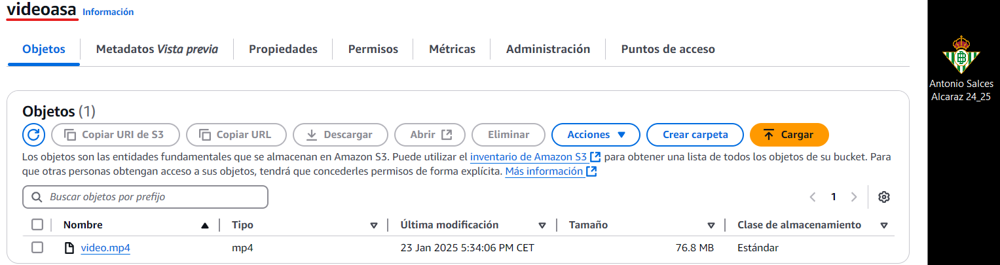 videoasa Información
Objetos Metadatos Vista previa Propiedades Permisos Métricas Administración Puntos de acceso
Objetos (1)
Copiar URI de S3 Copiar URL Descargar Abrir Eliminar Acciones Crear carpeta Cargar
Los objetos son las entidades fundamentales que se almacenan en Amazon S3. Puede utilizar el inventario de Amazon S3 para obtener una lista de todos los objetos de su bucket. Para
que otras personas obtengan acceso a sus objetos, tendrá que concederles permisos de forma explícita. Más información
Buscar objetos por prefijo
1
Nombre Tipo Última modificación Tamaño Clase de almacenamiento
video.mp4 mp4 23 Jan 2025 5:34:06 PM CET 76.8 MB Estándar
Antonio Salces
Alcaraz 24_25